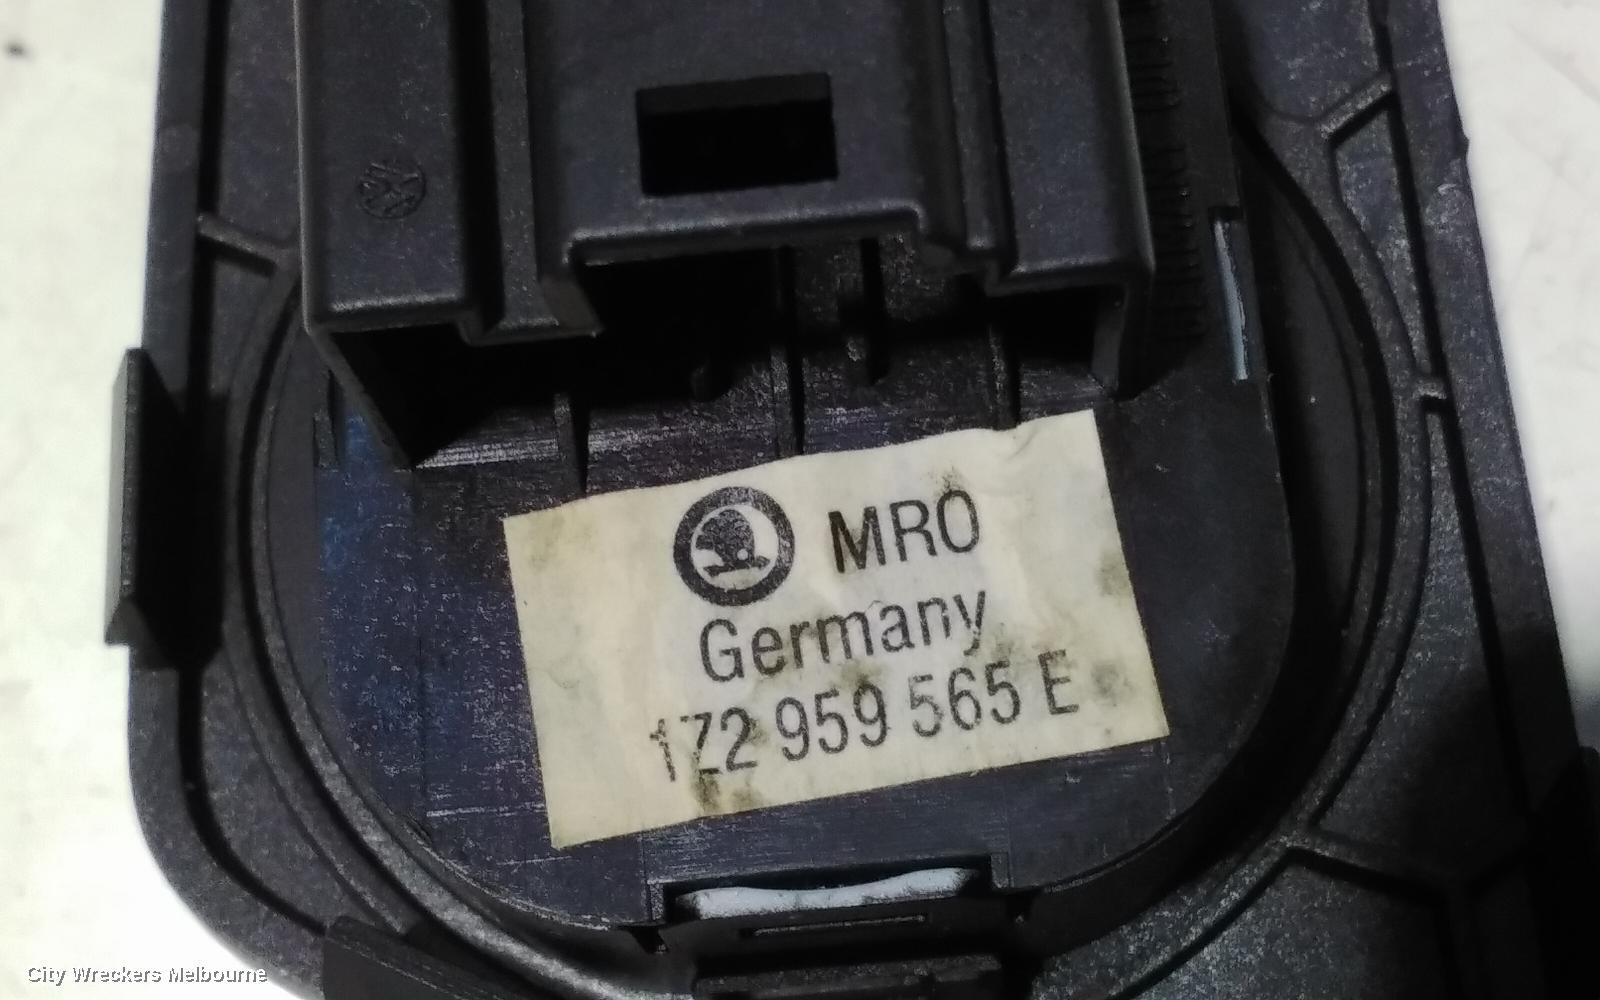 MRO
Germany
1Z2 959 565 E
City Wreckers Melbourne